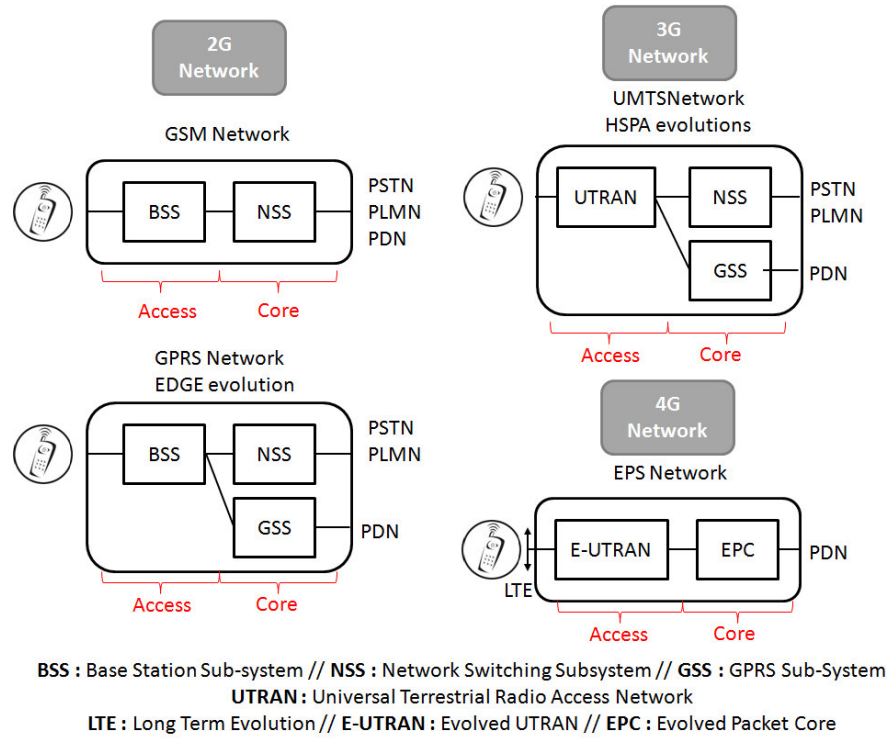 2G
Network
GSM Network
BSS
NSS
PSTN
PLMN
PDN
Access
Core
GPRS Network
EDGE evolution
BSS
NSS
GSS
PSTN
PLMN
PDN
Access
Core
3G
Network
UMTSNetwork
HSPA evolutions
UTRAN
NSS
GSS
PSTN
PLMN
PDN
Access
Core
4G
Network
EPS Network
LTE
E-UTRAN
EPC
PDN
Access
Core
BSS : Base Station Sub-system // NSS : Network Switching Subsystem // GSS : GPRS Sub-System
UTRAN : Universal Terrestrial Radio Access Network
LTE : Long Term Evolution // E-UTRAN : Evolved UTRAN // EPC : Evolved Packet Core